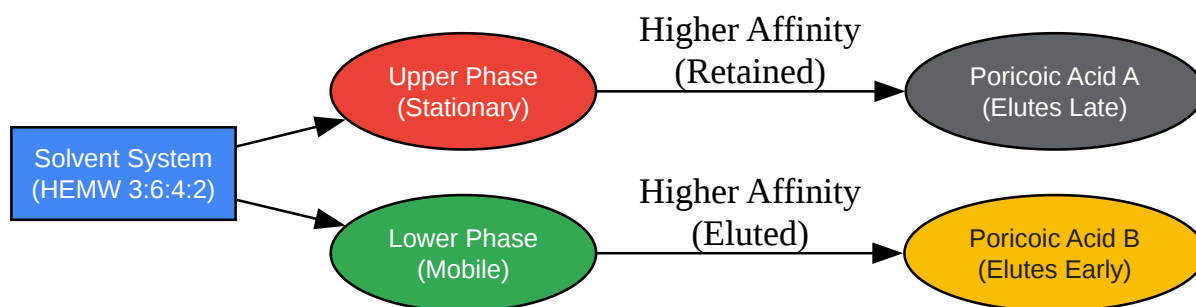 Solvent System
(HEMW 3:6:4:2)
Upper Phase
(Stationary)
Higher Affinity
(Retained)
Poricoic Acid A
(Elutes Late)
Lower Phase
(Mobile)
Higher Affinity
(Eluted)
Poricoic Acid B
(Elutes Early)